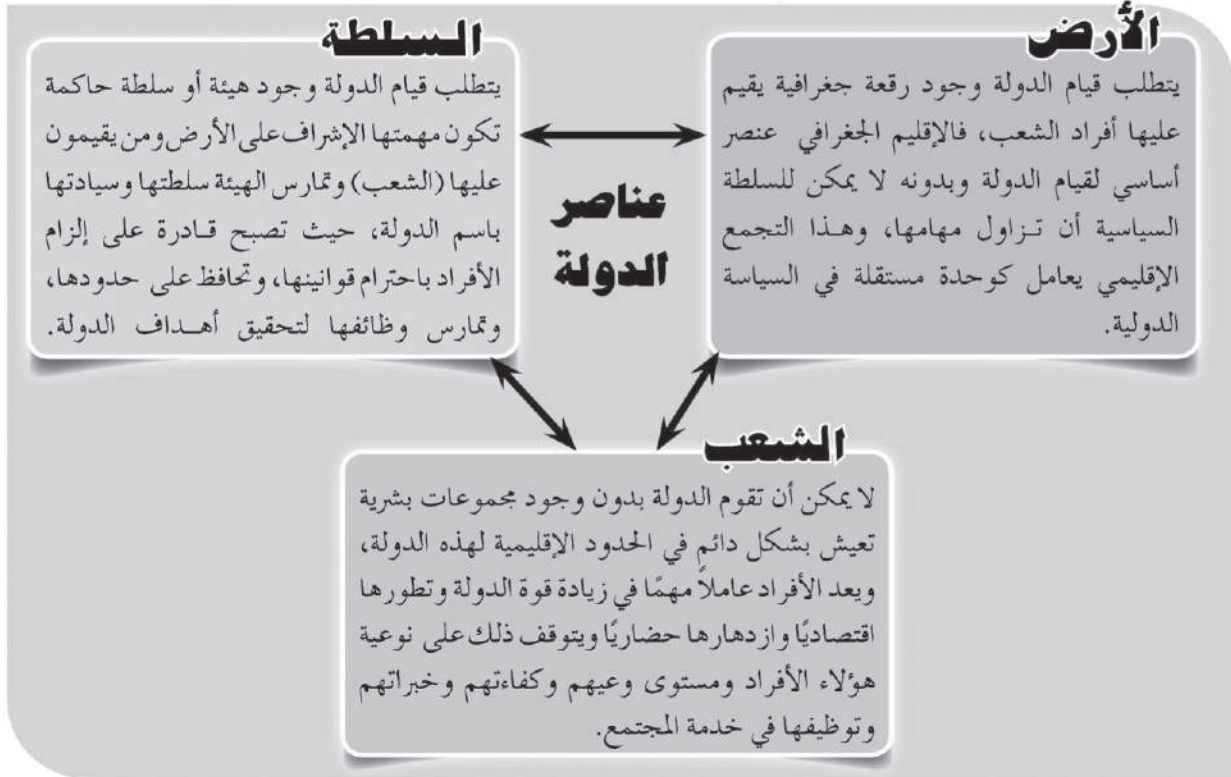 الأرض
يتطلب قيام الدولة وجود رقعة جغرافية يقيم
عليها أفراد الشعب، فالإقليم الجغرافي عنصر
أساسي لقيام الدولة وبدونه لا يمكن للسلطة
السياسية أن تـزاول مهامها، وهـذا التجمع
الإقليمي يعامل كوحدة مستقلة في السياسة
الدولية.
السلطة
يتطلب قيام الدولة وجود هيئة أو سلطة حاكمة
تكون مهمتها الإشراف على الأرض ومن يقيمون
عليها (الشعب) وتمارس الهيئة سلطتها وسيادتها
باسم الدولة، حيث تصبح قـادرة على إلزام
الأفراد باحترام قوانينها، وتحافظ على حدودها،
وتمارس وظائفها لتحقيق أهـداف الدولة.
عناصر
الدولة
الشعب
لا يمكن أن تقوم الدولة بدون وجود مجموعات بشرية
تعيش بشكل دائم في الحدود الإقليمية لهذه الدولة،
ويعد الأفراد عاملاً مهمًا في زيادة قوة الدولة وتطورها
اقتصاديًا وازدهارها حضاريًا ويتوقف ذلك على نوعية
هؤلاء الأفراد ومستوى وعيهم وكفاءتهم وخبراتهم
وتوظيفها في خدمة المجتمع.